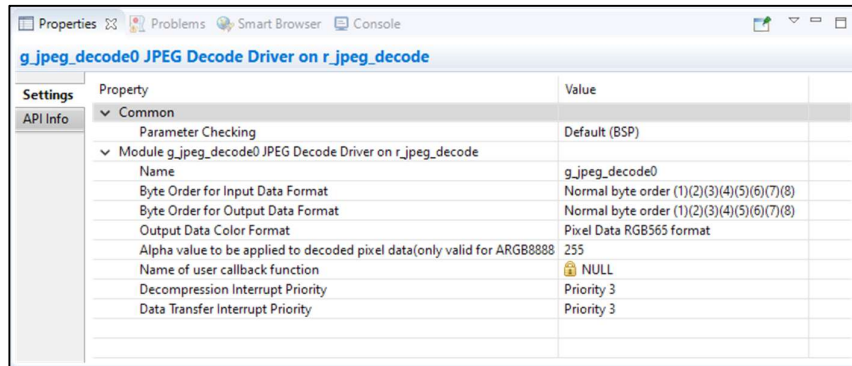 Properties Problems Smart Browser Console
g_jpeg_decode0 JPEG Decode Driver on r_jpeg_decode
Settings
API Info
Property Value
Common
Parameter Checking Default (BSP)
Module g_jpeg_decode0 JPEG Decode Driver on r_jpeg_decode
Name g_jpeg_decode0
Byte Order for Input Data Format Normal byte order (1)(2)(3)(4)(5)(6)(7)(8)
Byte Order for Output Data Format Normal byte order (1)(2)(3)(4)(5)(6)(7)(8)
Output Data Color Format Pixel Data RGB565 format
Alpha value to be applied to decoded pixel data(only valid for ARGB8888 255
Name of user callback function NULL
Decompression Interrupt Priority Priority 3
Data Transfer Interrupt Priority Priority 3